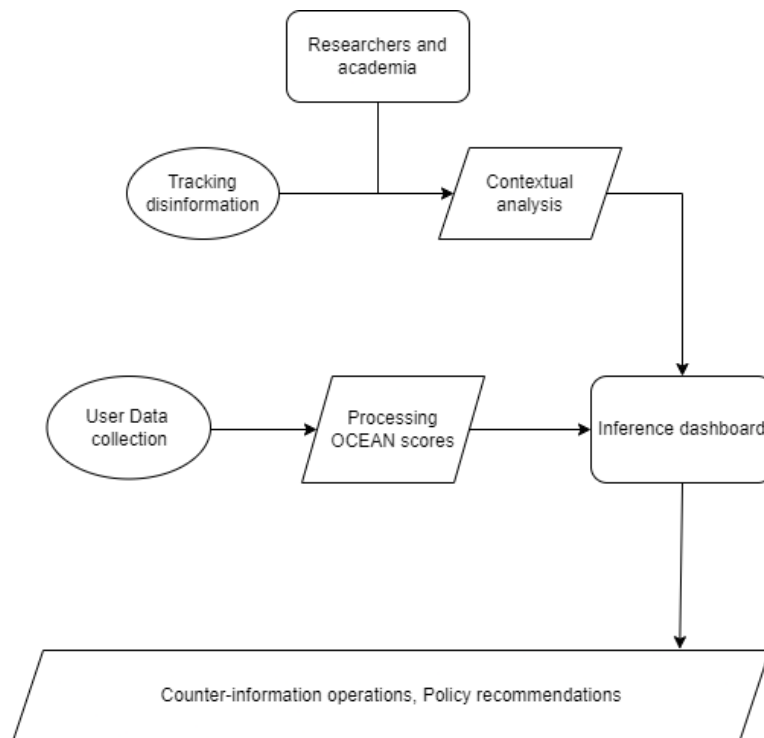 Researchers and
academia
Tracking
disinformation
Contextual
analysis
User Data
collection
Processing
OCEAN scores
Inference dashboard
Counter-information operations, Policy recommendations